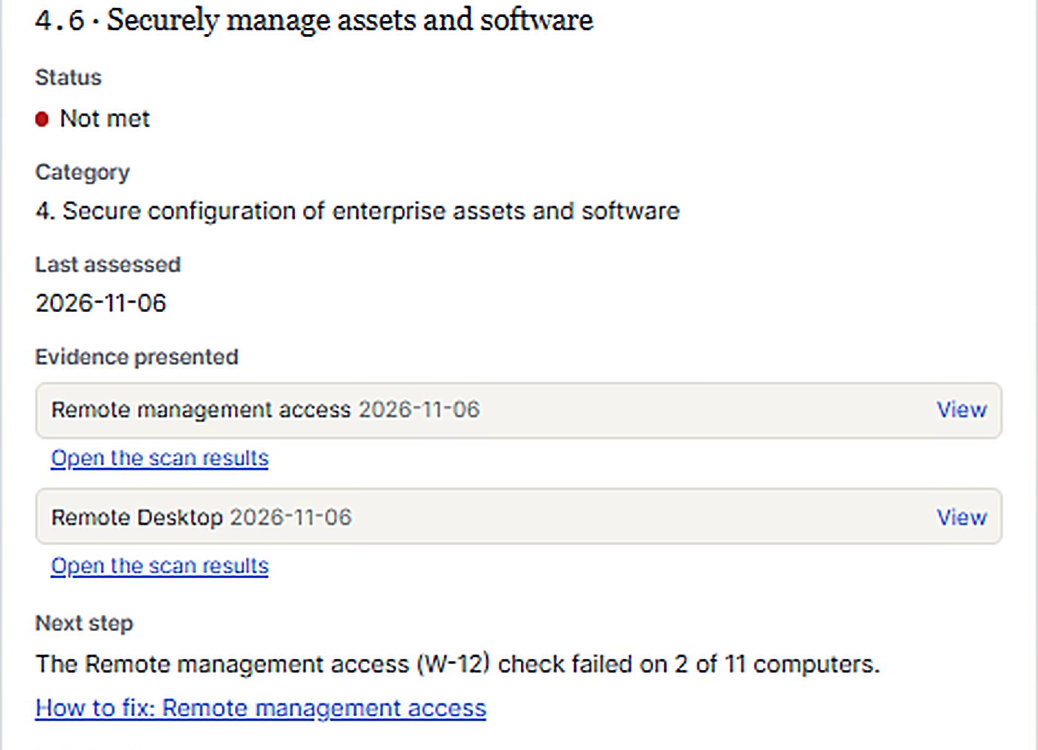 4.6 · Securely manage assets and software
Status
Not met
Category
4. Secure configuration of enterprise assets and software
Last assessed
2026-11-06
Evidence presented
Remote management access 2026-11-06 View
Open the scan results
Remote Desktop 2026-11-06 View
Open the scan results
Next step
The Remote management access (W-12) check failed on 2 of 11 computers.
How to fix: Remote management access